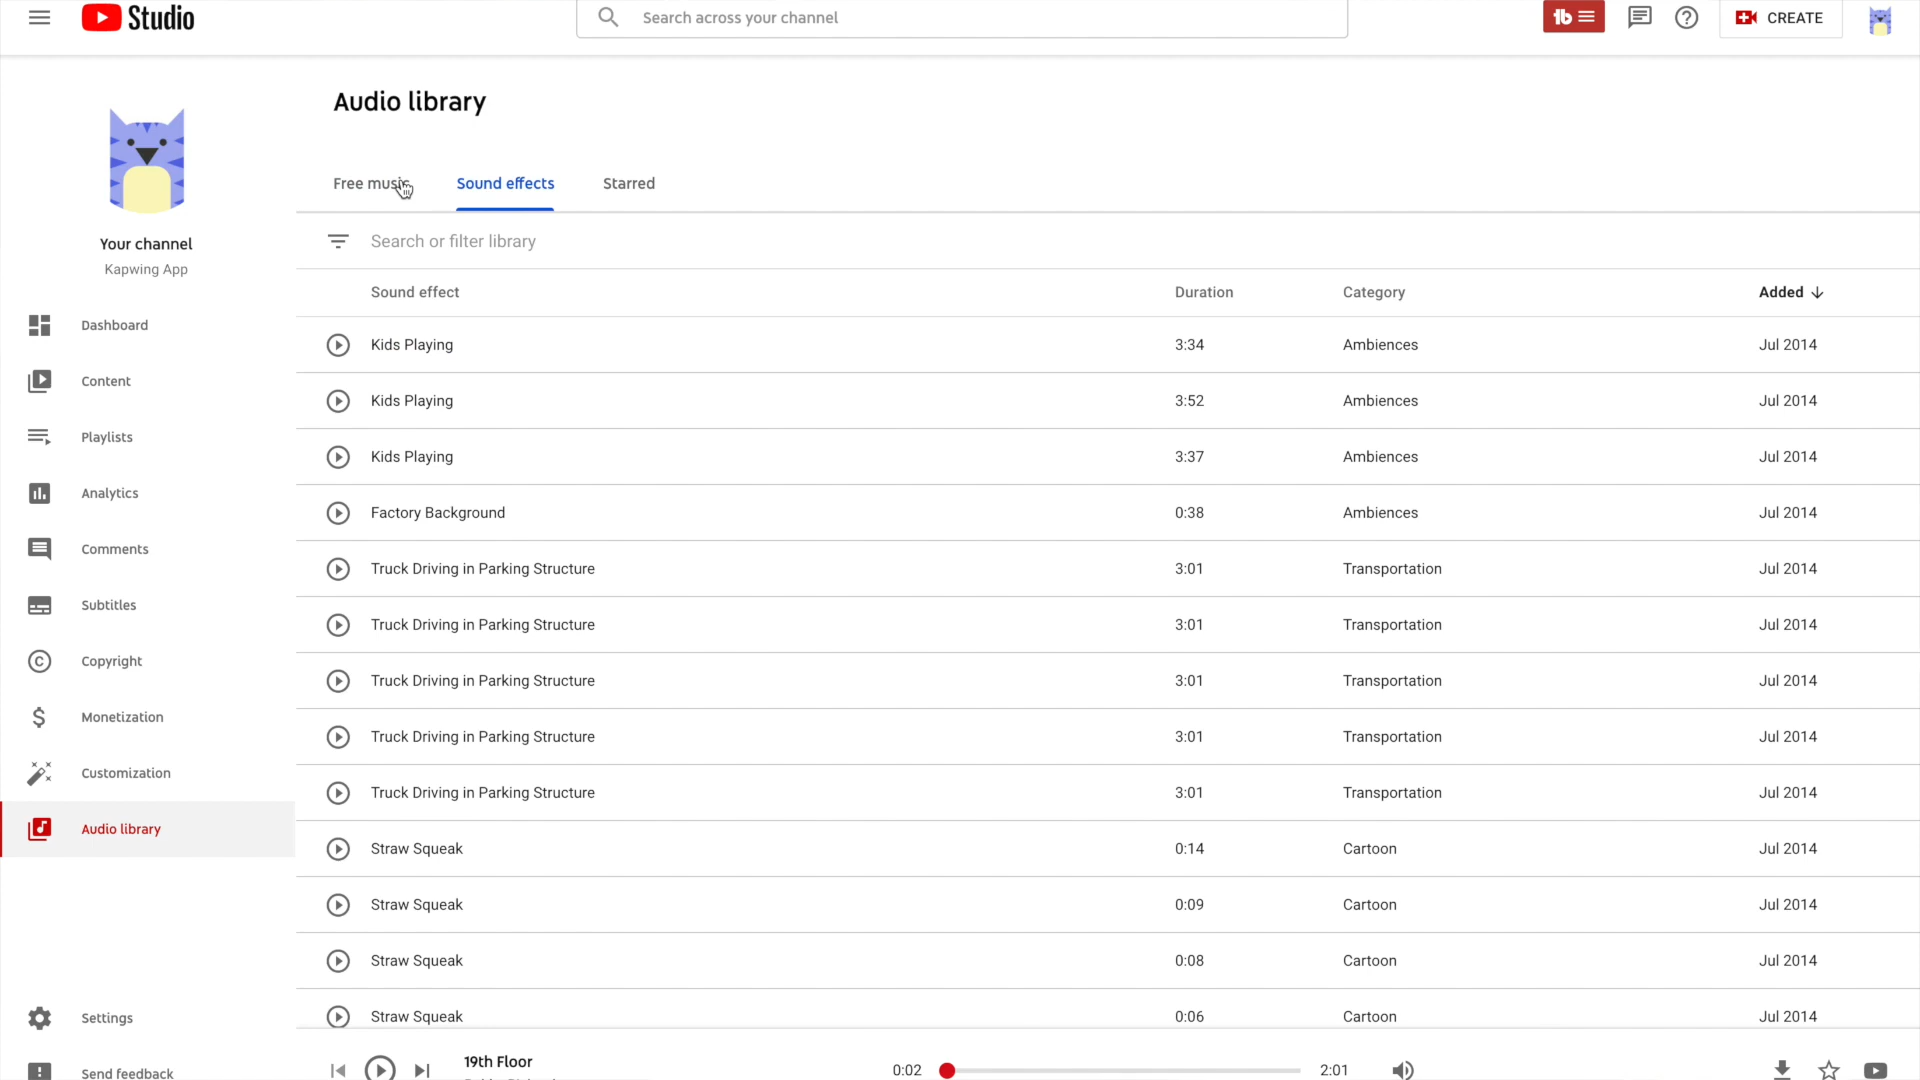 Studio
Search across your channel
tb
CREATE
Audio library
Free music
Sound effects
Starred
Your channel
Kapwing App
Search or filter library
Sound effect Duration Category Added
Dashboard
Content
Playlists
Analytics
Comments
Subtitles
Copyright
Monetization
Customization
Audio library
Settings
Send feedback
Kids Playing 3:34 Ambiences Jul 2014
Kids Playing 3:52 Ambiences Jul 2014
Kids Playing 3:37 Ambiences Jul 2014
Factory Background 0:38 Ambiences Jul 2014
Truck Driving in Parking Structure 3:01 Transportation Jul 2014
Truck Driving in Parking Structure 3:01 Transportation Jul 2014
Truck Driving in Parking Structure 3:01 Transportation Jul 2014
Truck Driving in Parking Structure 3:01 Transportation Jul 2014
Truck Driving in Parking Structure 3:01 Transportation Jul 2014
Straw Squeak 0:14 Cartoon Jul 2014
Straw Squeak 0:09 Cartoon Jul 2014
Straw Squeak 0:08 Cartoon Jul 2014
Straw Squeak 0:06 Cartoon Jul 2014
19th Floor
0:02 2:01